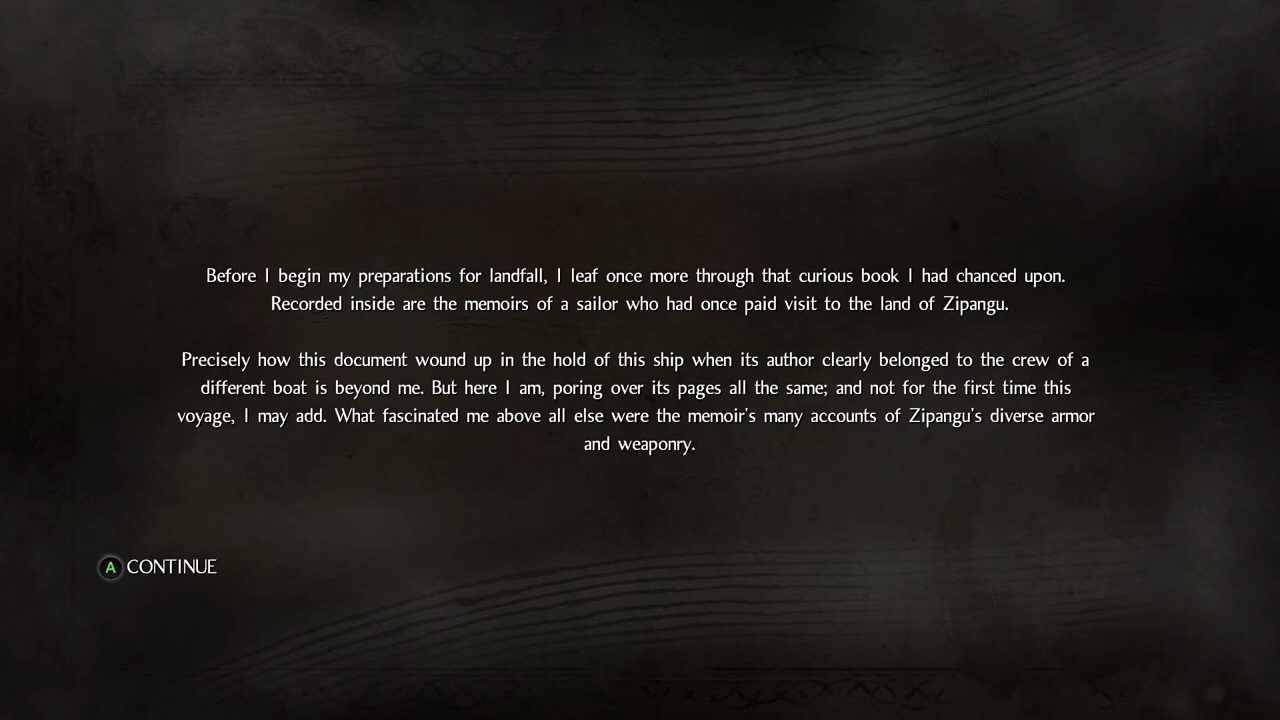 Before I begin my preparations for landfall, I leaf once more through that curious book I had chanced upon.
Recorded inside are the memoirs of a sailor who had once paid visit to the land of Zipangu.
Precisely how this document wound up in the hold of this ship when its author clearly belonged to the crew of a
different boat is beyond me. But here I am, poring over its pages all the same; and not for the first time this
voyage, I may add. What fascinated me above all else were the memoir's many accounts of Zipangu's diverse armor
and weaponry.
A CONTINUE